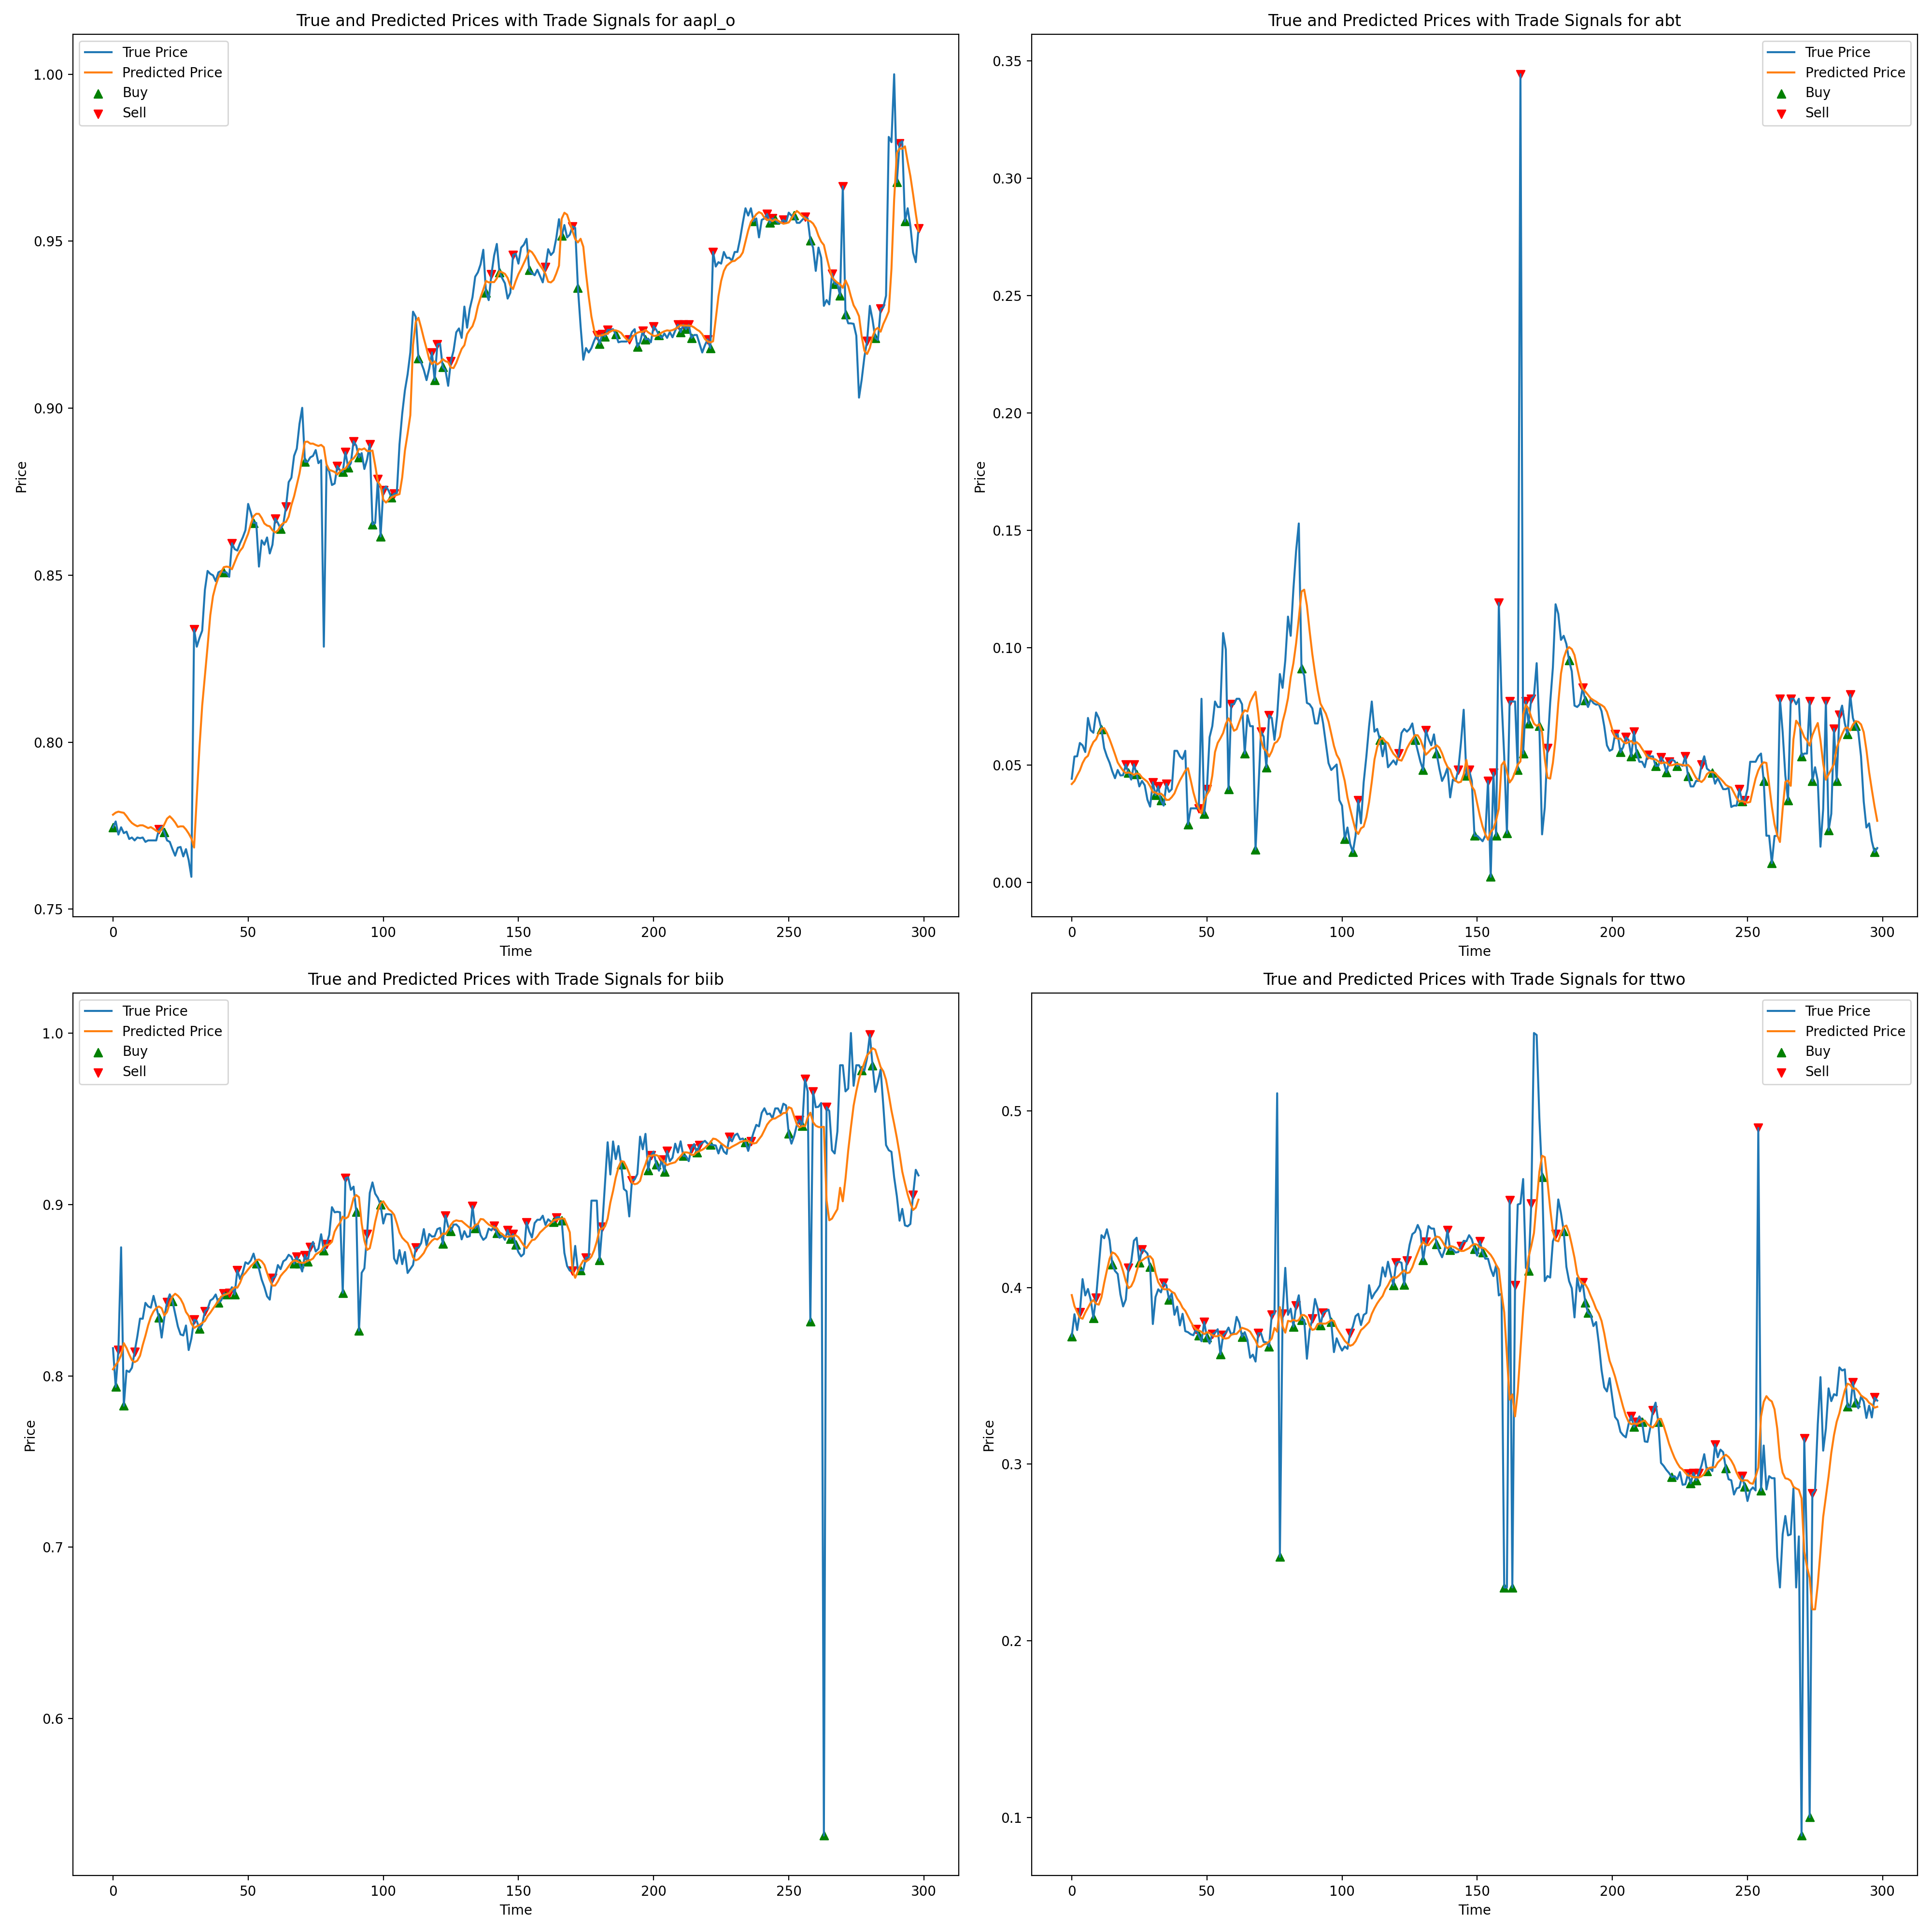 True and Predicted Prices with Trade Signals for aapl_o
True Price
Predicted Price
Buy
Sell
1.00
0.95
0.90
0.85
0.80
0.75
Price
0 50 100 150 200 250 300
Time
True and Predicted Prices with Trade Signals for abt
True Price
Predicted Price
Buy
Sell
0.35
0.30
0.25
0.20
0.15
0.10
0.05
0.00
Price
0 50 100 150 200 250 300
Time
True and Predicted Prices with Trade Signals for biib
True Price
Predicted Price
Buy
Sell
1.0
0.9
0.8
0.7
0.6
Price
0 50 100 150 200 250 300
Time
True and Predicted Prices with Trade Signals for ttwo
True Price
Predicted Price
Buy
Sell
0.5
0.4
0.3
0.2
0.1
Price
0 50 100 150 200 250 300
Time